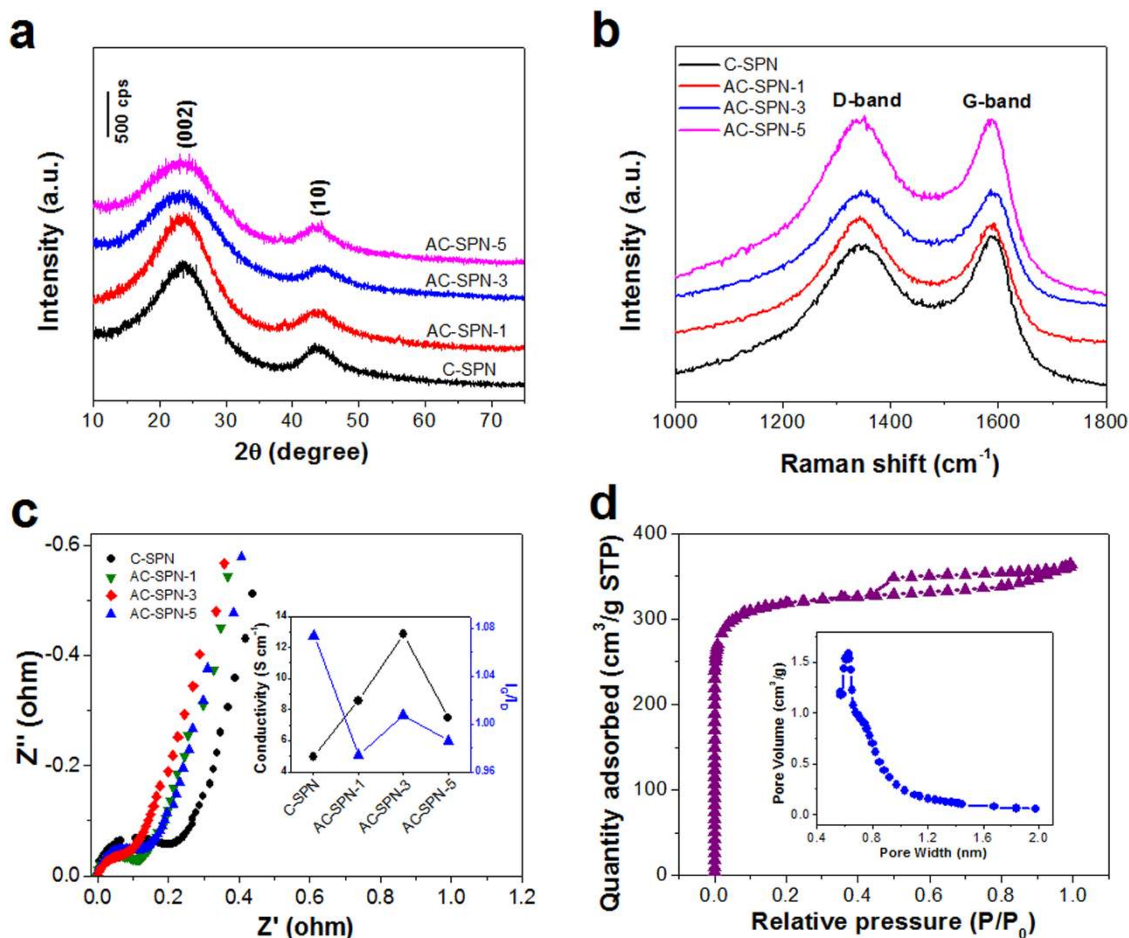 a
500 cps
(002)
(10)
AC-SPN-5
AC-SPN-3
AC-SPN-1
C-SPN
Intensity (a.u.)
10 20 30 40 50 60 70
2θ (degree)
b
C-SPN
AC-SPN-1
AC-SPN-3
AC-SPN-5
D-band G-band
Intensity (a.u.)
1000 1200 1400 1600 1800
Raman shift (cm⁻¹)
c
-0.6
-0.4
-0.2
0.0
Z'' (ohm)
C-SPN
AC-SPN-1
AC-SPN-3
AC-SPN-5
14
13
12
11
10
9
8
7
6
5
4
Conductivity (S cm⁻¹)
1.08
1.04
1.00
0.96
I_G/I_D
C-SPN AC-SPN-1 AC-SPN-3 AC-SPN-5
0.0 0.2 0.4 0.6 0.8 1.0 1.2
Z' (ohm)
d
400
300
200
100
0
Quantity adsorbed (cm³/g STP)
1.5
1.0
0.5
0.0
Pore Volume (cm³/g)
0.4 0.8 1.2 1.6 2.0
Pore Width (nm)
0.0 0.2 0.4 0.6 0.8 1.0
Relative pressure (P/P₀)